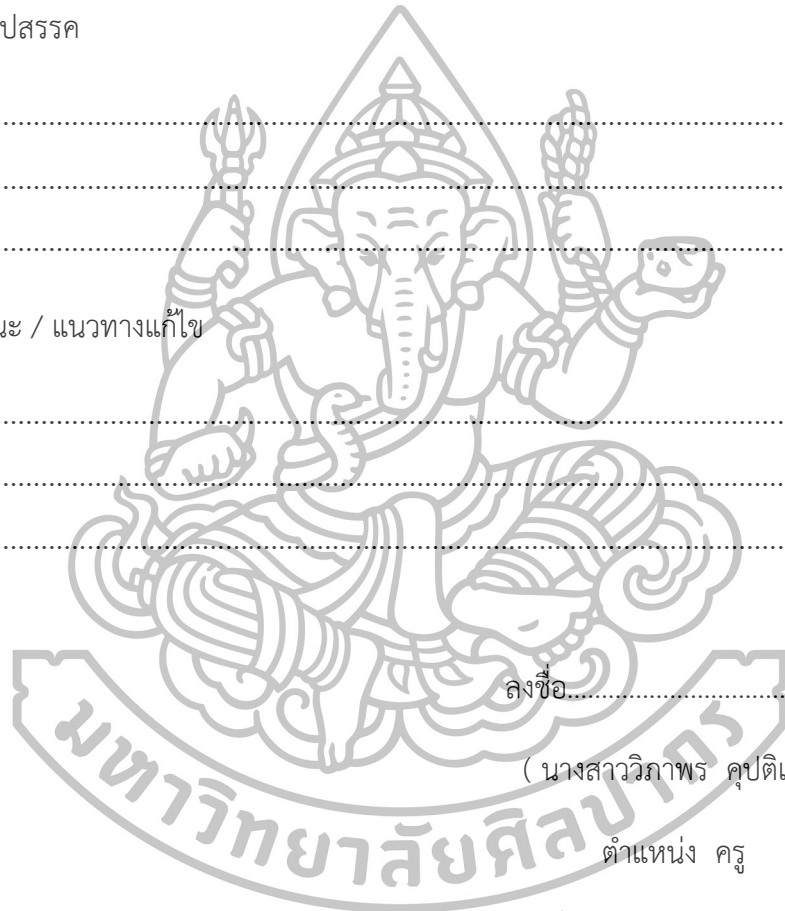 ปสรรค
................................................................................
................................................................................
................................................................................
นะ / แนวทางแก้ไข
................................................................................
................................................................................
................................................................................
ลงชื่อ..............................
( นางสาววิภาพร คุปติเ
ตำแหน่ง ครู
มหาวิทยาลัยศิลปากร